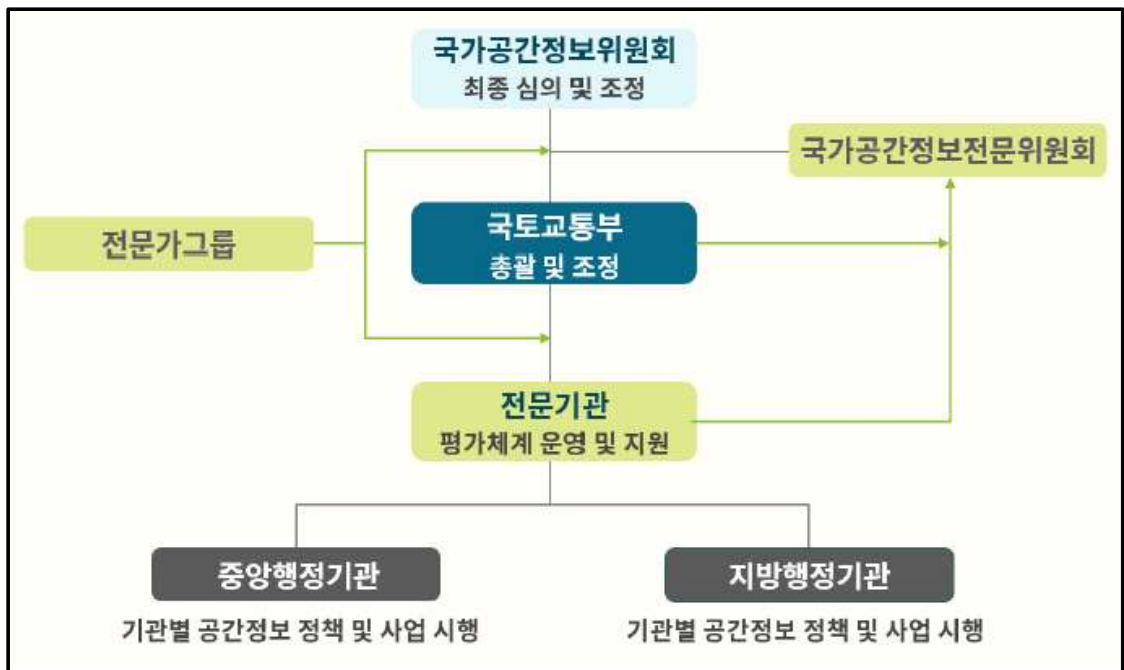 국가공간정보위원회
최종 심의 및 조정
국가공간정보전문위원회
국토교통부
총괄 및 조정
전문가그룹
전문기관
평가체계 운영 및 지원
중앙행정기관
기관별 공간정보 정책 및 사업 시행
지방행정기관
기관별 공간정보 정책 및 사업 시행